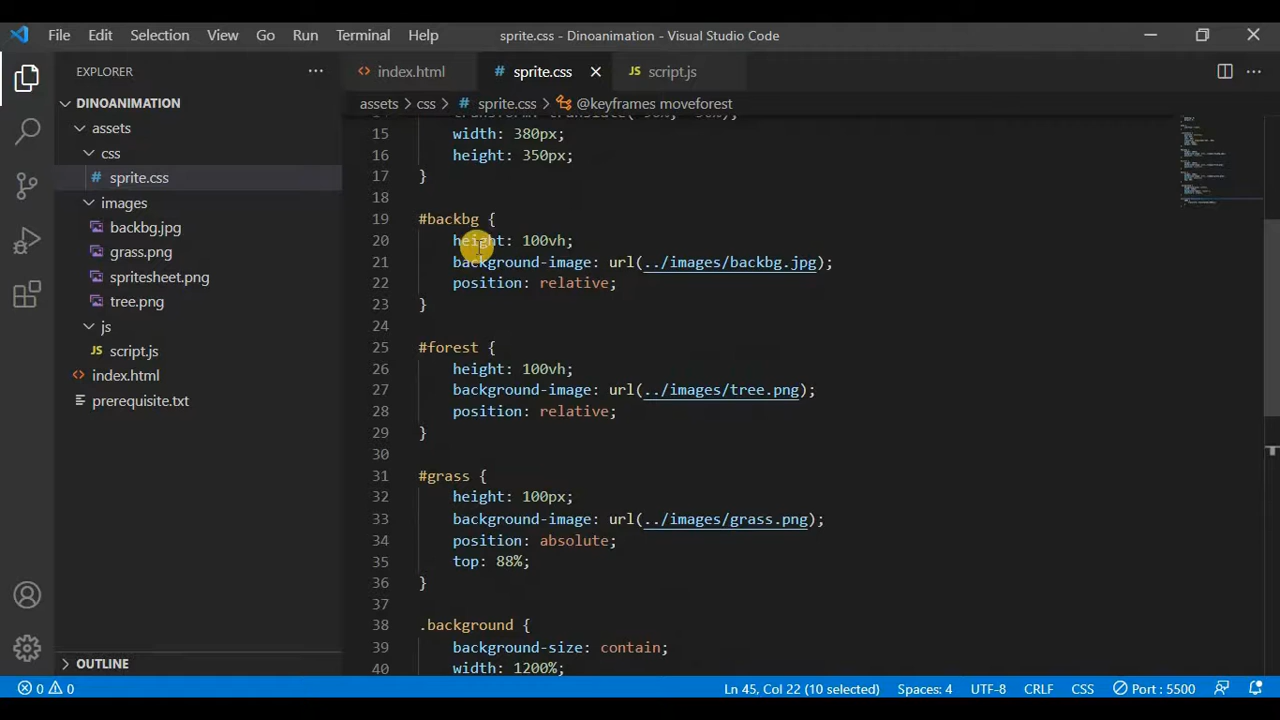 File Edit Selection View Go Run Terminal Help
sprite.css - Dinoanimation - Visual Studio Code
EXPLORER
DINOANIMATION
assets
css
# sprite.css
images
backbg.jpg
grass.png
spritesheet.png
tree.png
js
JS script.js
<> index.html
prerequisite.txt
OUTLINE
<> index.html # sprite.css JS script.js
assets > css > # sprite.css > @keyframes moveforest
15 width: 380px;
16 height: 350px;
17 }
18
19 #backbg {
20 height: 100vh;
21 background-image: url(../images/backbg.jpg);
22 position: relative;
23 }
24
25 #forest {
26 height: 100vh;
27 background-image: url(../images/tree.png);
28 position: relative;
29 }
30
31 #grass {
32 height: 100px;
33 background-image: url(../images/grass.png);
34 position: absolute;
35 top: 88%;
36 }
37
38 .background {
39 background-size: contain;
40 width: 1200%;
0 0 Ln 45, Col 22 (10 selected) Spaces: 4 UTF-8 CRLF CSS Port : 5500